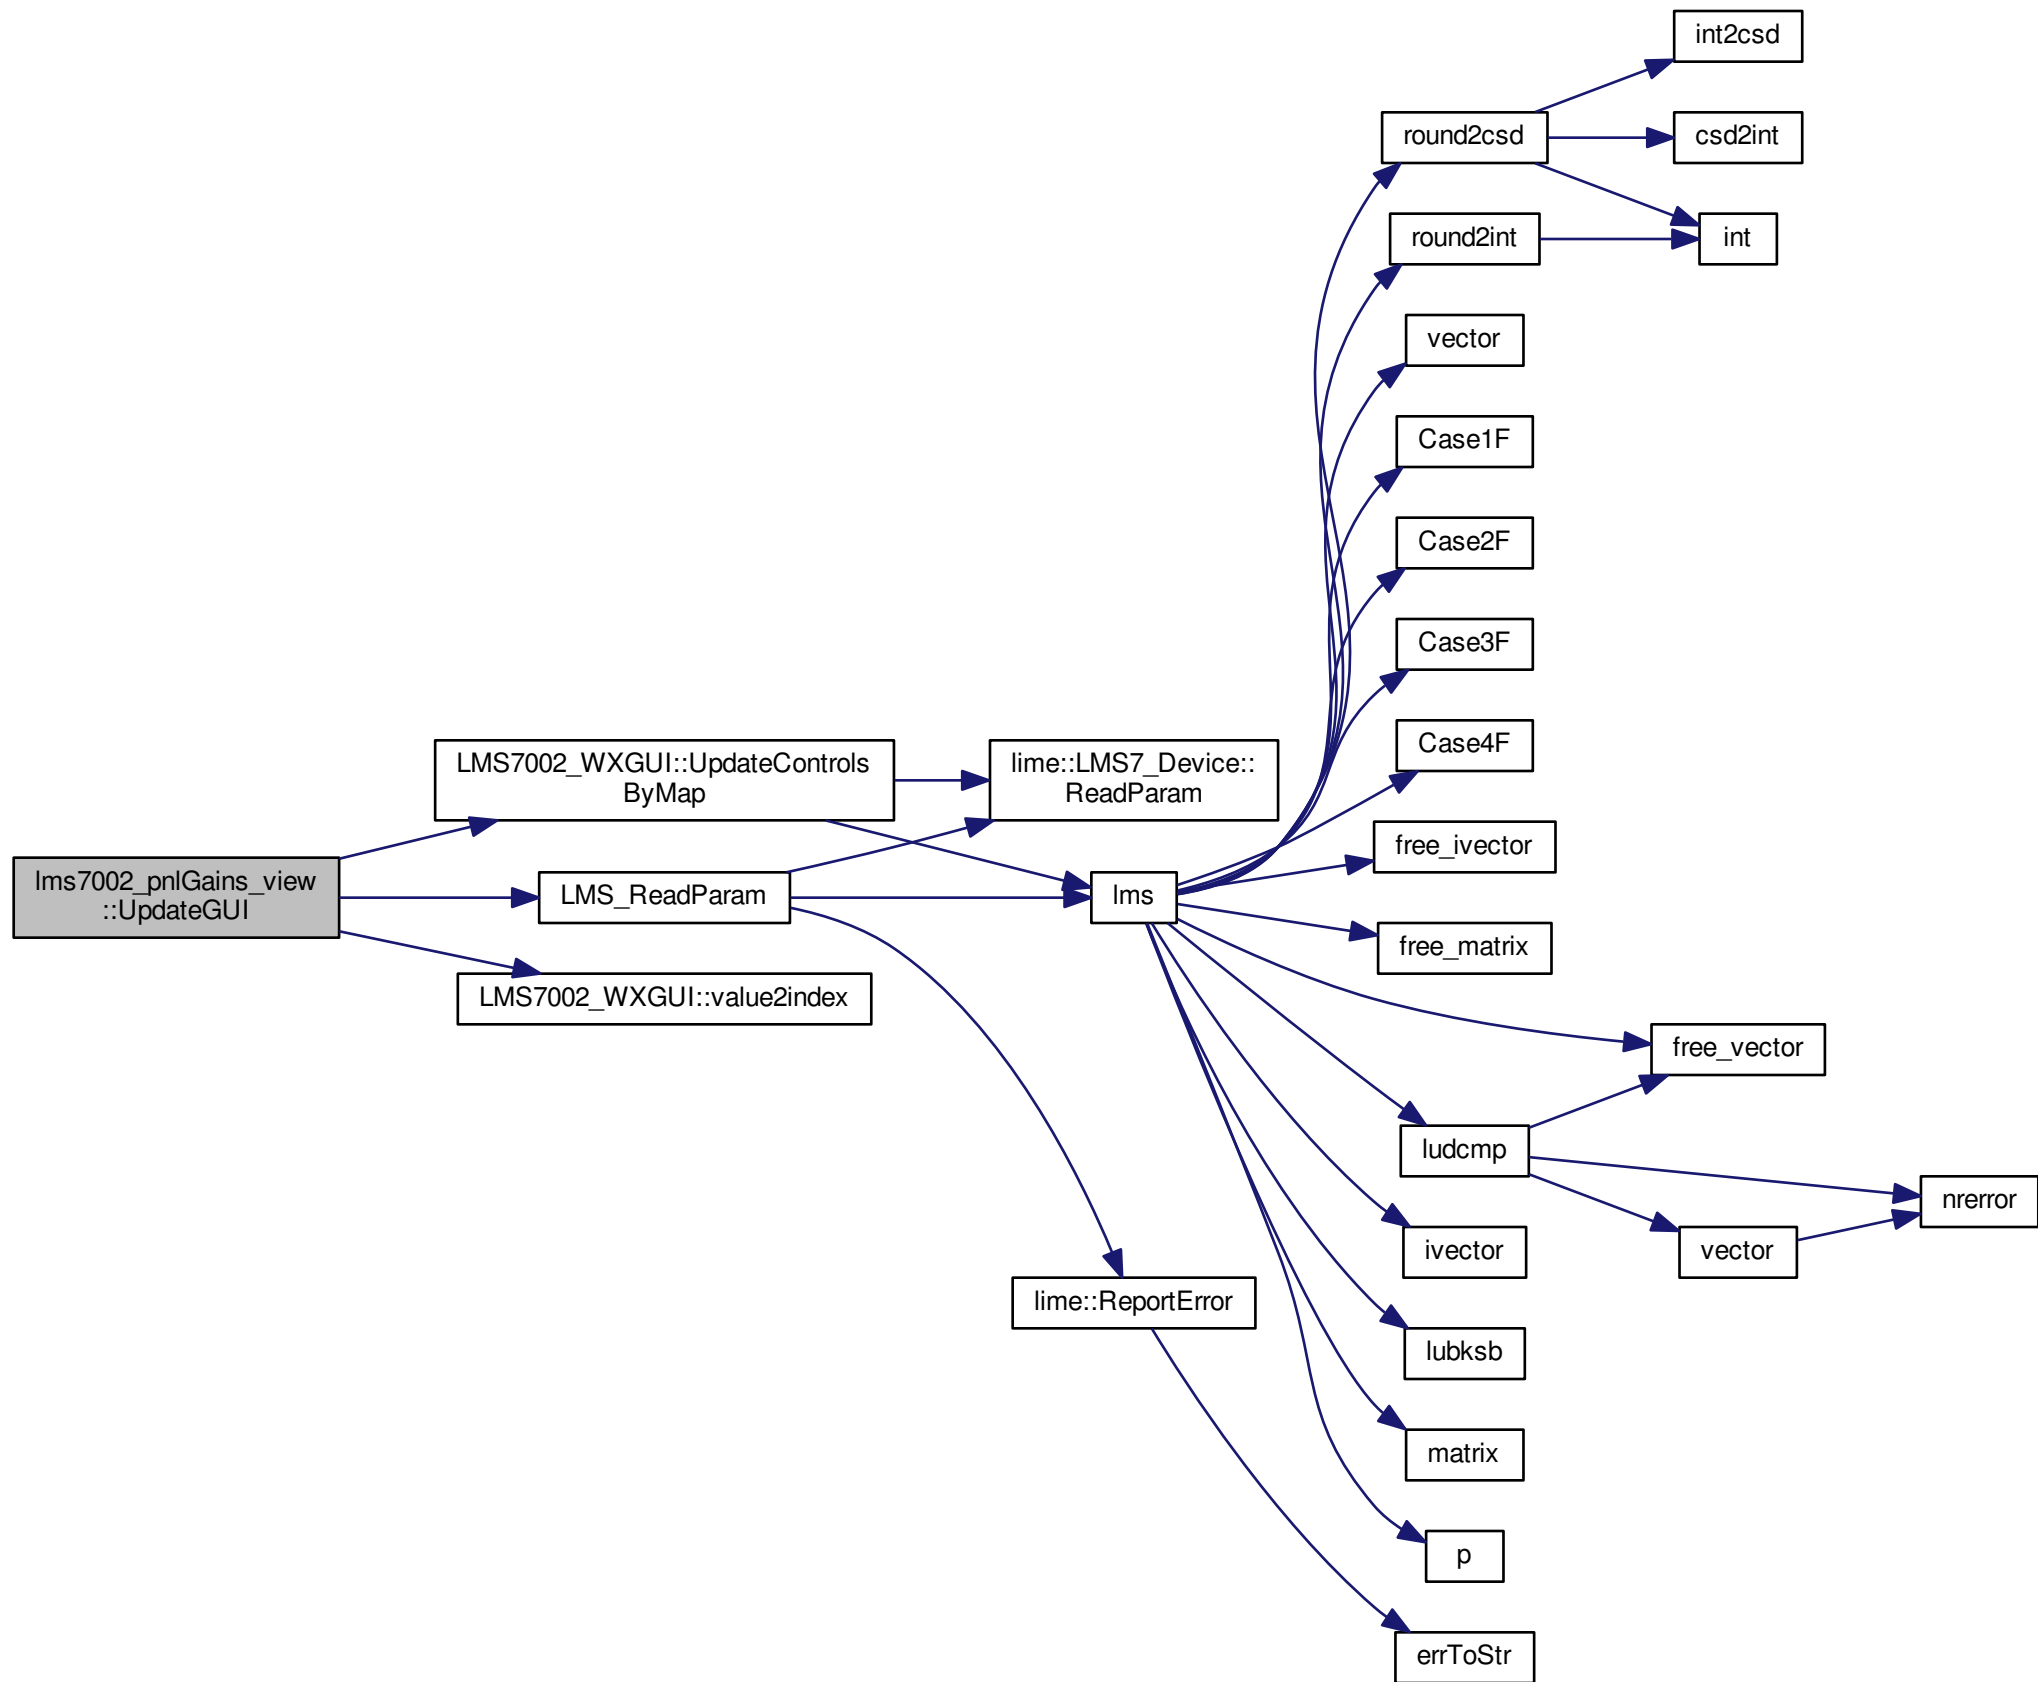 int2csd
round2csd
csd2int
round2int
int
vector
Case1F
Case2F
Case3F
Case4F
LMS7002_WXGUI::UpdateControls
ByMap
lime::LMS7_Device::
ReadParam
free_ivector
lms7002_pnlGains_view
::UpdateGUI
LMS_ReadParam
lms
free_matrix
LMS7002_WXGUI::value2index
free_vector
ludcmp
nrerror
ivector
vector
lime::ReportError
lubksb
matrix
p
errToStr